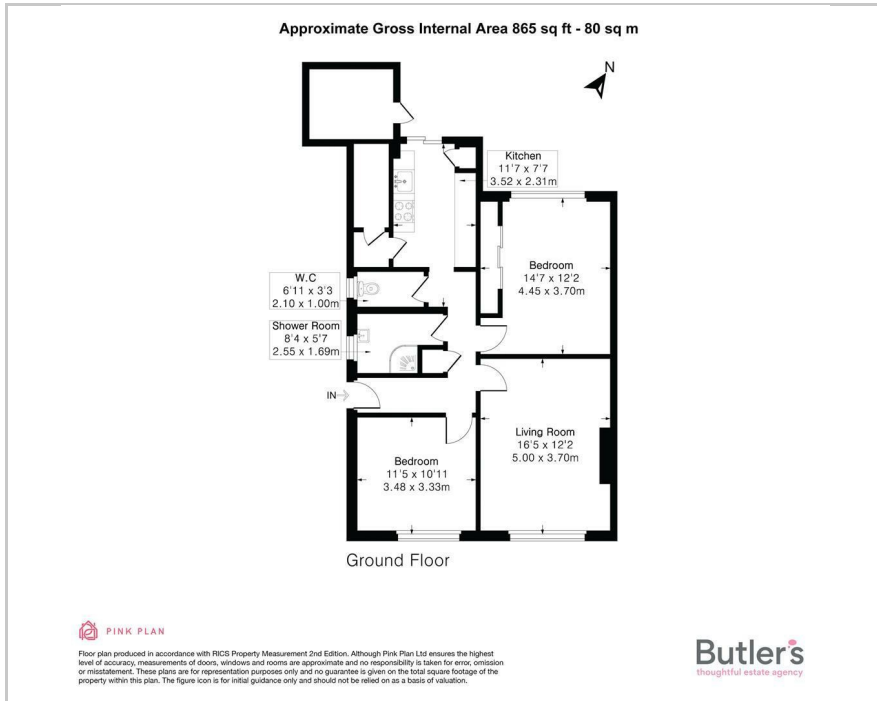 Approximate Gross Internal Area 865 sq ft - 80 sq m
N
Kitchen
11'7 x 7'7
3.52 x 2.31m
Bedroom
14'7 x 12'2
4.45 x 3.70m
W.C
6'11 x 3'3
2.10 x 1.00m
Shower Room
8'4 x 5'7
2.55 x 1.69m
IN
Living Room
16'5 x 12'2
5.00 x 3.70m
Bedroom
11'5 x 10'11
3.48 x 3.33m
Ground Floor
PINK PLAN
Floor plan produced in accordance with RICS Property Measurement 2nd Edition. Although Pink Plan Ltd ensures the highest
level of accuracy, measurements of doors, windows and rooms are approximate and no responsibility is taken for error, omission
or misstatement. These plans are for representation purposes only and no guarantee is given on the total square footage of the
property within this plan. The figure icon is for initial guidance only and should not be relied on as a basis of valuation.
Butler's
thoughtful estate agency